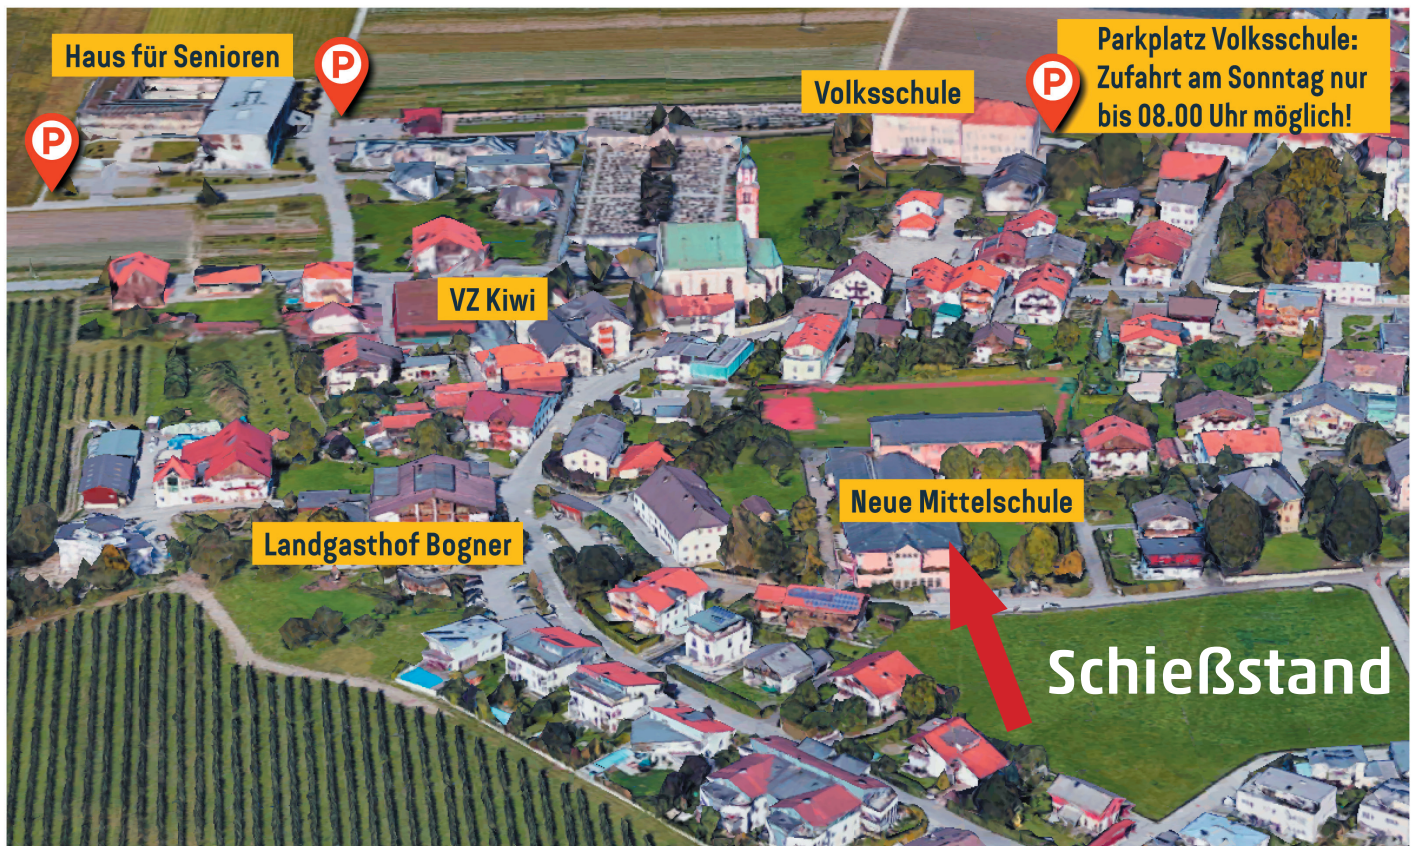 Haus für Senioren
P
P
Volksschule
P
Parkplatz Volksschule:
Zufahrt am Sonntag nur
bis 08.00 Uhr möglich!
VZ Kiwi
Neue Mittelschule
Landgasthof Bogner
Schießstand